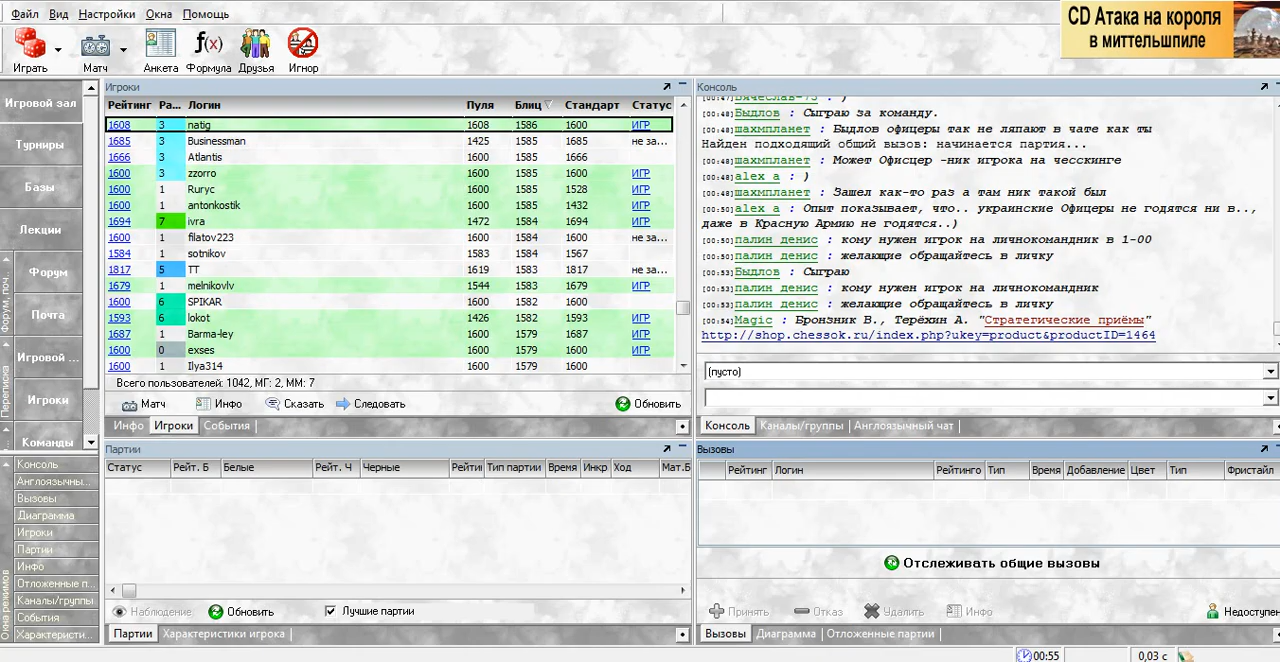 Файл Вид Настройки Окна Помощь
CD Атака на короля
в миттельшпиле
Играть Матч Анкета Формула Друзья Игнор
f(x)
Игровой зал
Турниры
Базы
Лекции
Форум
Почта
Игровой ...
Игроки
Команды
Форум, поч..
Переписка
Консоль
Англоязычны...
Вызовы
Диаграмма
Игроки
Партии
Инфо
Отложенные п...
Каналы/группы
События
Характеристи...
Окна режимов
Игроки
Рейтинг Ра... Логин Пуля Блиц Стандарт Статус
1608 3 natig 1608 1586 1600 ИГР
1685 3 Businessman 1425 1585 1685 не за...
1666 3 Atlantis 1600 1585 1666
1600 3 zzorro 1600 1585 1600 ИГР
1600 1 Ruryc 1600 1585 1528 ИГР
1600 1 antonkostik 1600 1585 1432 ИГР
1694 7 ivra 1472 1584 1694 ИГР
1600 1 filatov223 1600 1584 1600 не за...
1584 1 sotnikov 1583 1584 1567
1817 5 TT 1619 1583 1817 не за...
1679 1 melnikovlv 1544 1583 1679 ИГР
1600 6 SPIKAR 1600 1582 1600
1593 6 lokot 1426 1582 1600 ИГР
1687 1 Barma-ley 1600 1579 1687 ИГР
1600 0 exses 1600 1579 1600 ИГР
1600 1 Ilya314 1600 1579 1600
Всего пользователей: 1042, МГ: 2, ММ: 7
Матч Инфо Сказать Следовать Обновить
Инфо Игроки События
Консоль
[00:47]Вячеслав-75 : )
[00:48]Быдлов : Сыграю за команду.
[00:48]шахмпланет : Быдлов офицеры так не ляпают в чате как ты
Найден подходящий общий вызов: начинается партия...
[00:48]шахмпланет : Может Офисцер -ник игрока на чесскинге
[00:48]alex a : )
[00:48]шахмпланет : Зашел как-то раз а там ник такой был
[00:50]alex a : Опыт показывает, что.. украинские Офицеры не годятся ни в..,
даже в Красную Армию не годятся..)
[00:50]палин денис : кому нужен игрок на личнокомандник в 1-00
[00:50]палин денис : желающие обращайтесь в личку
[00:53]Быдлов : Сыграю
[00:53]палин денис : кому нужен игрок на личнокомандник
[00:53]палин денис : желающие обращайтесь в личку
[00:54]Magic : Бронзник В., Терёхин А. "Стратегические приёмы"
http://shop.chessok.ru/index.php?ukey=product&productID=1464
(пусто)
Консоль Каналы/группы Англоязычный чат
Партии
Статус Рейт. Б Белые Рейт. Ч Черные Рейти Тип партии Время Инкр Ход Мат.Б
Наблюдение Обновить Лучшие партии
Партии Характеристики игрока
Вызовы
Рейтинг Логин Рейтинго Тип Время Добавление Цвет Тип Фристайл
Отслеживать общие вызовы
Принять Отказ Удалить Инфо Недоступен
Вызовы Диаграмма Отложенные партии
00:55 0,03 с